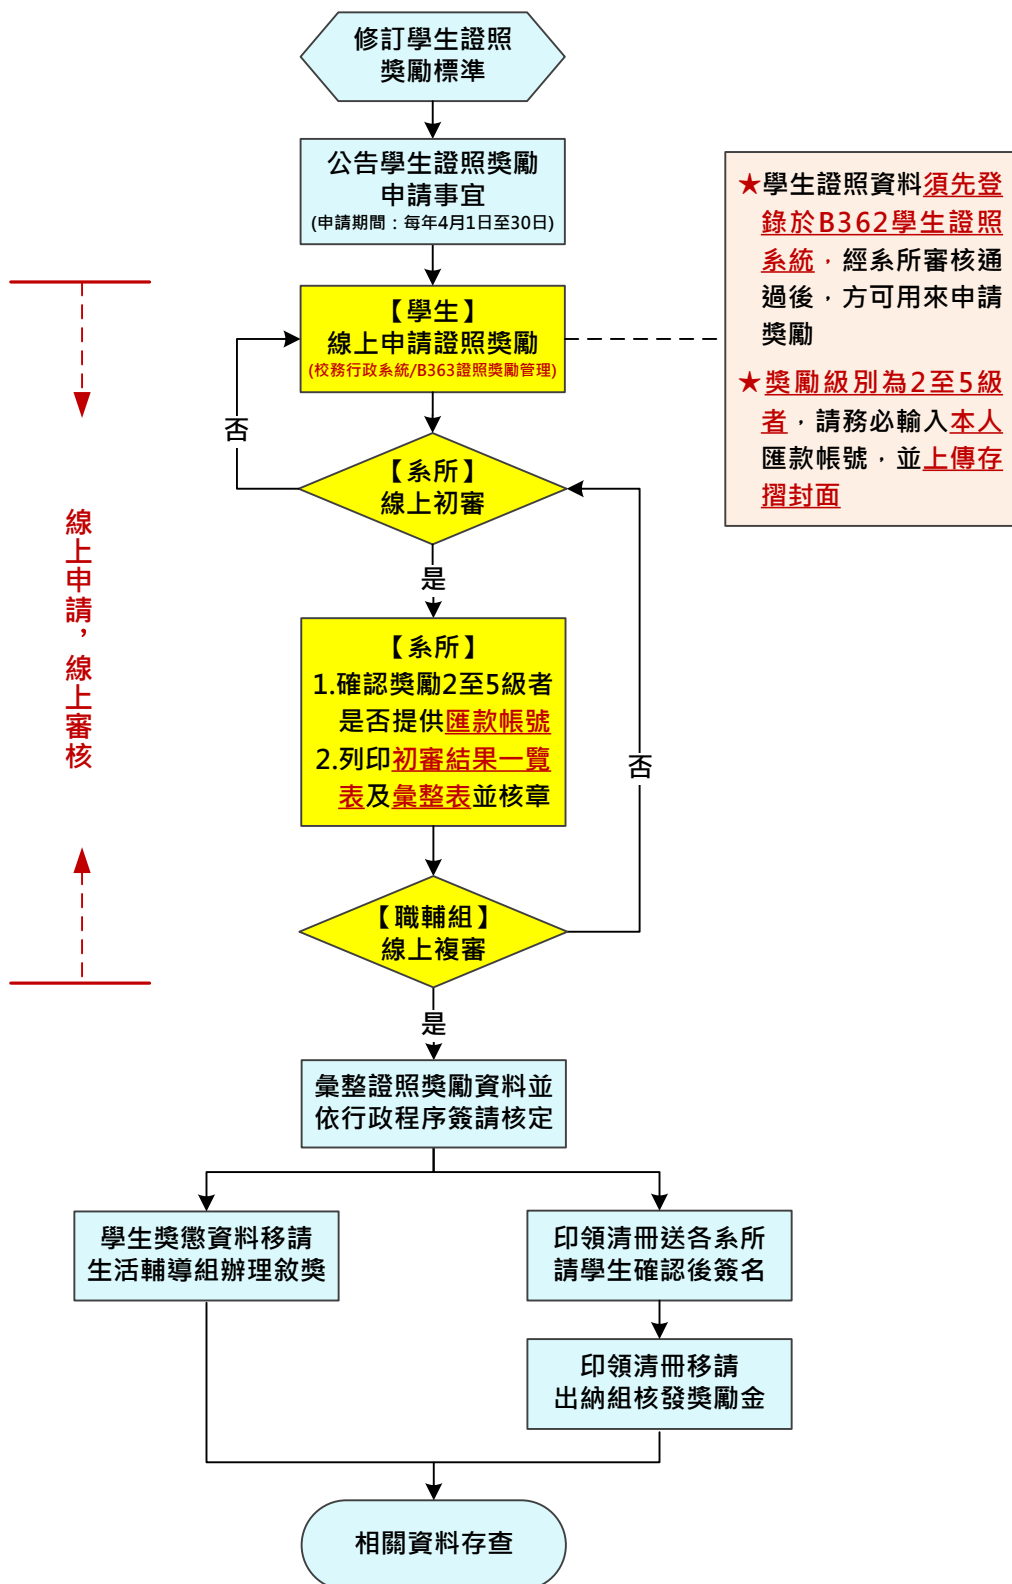 修訂學生證照
獎勵標準
公告學生證照獎勵
申請事宜
(申請期間：每年4月1日至30日)
★學生證照資料須先登
錄於B362學生證照
系統，經系所審核通
過後，方可用來申請
獎勵
★獎勵級別為2至5級
者，請務必輸入本人
匯款帳號，並上傳存
摺封面
【學生】
線上申請證照獎勵
(校務行政系統/B363證照獎勵管理)
否
【系所】
線上初審
是
線上申請，線上審核
【系所】
1.確認獎勵2至5級者
是否提供匯款帳號
2.列印初審結果一覽
表及彙整表並核章
否
【職輔組】
線上複審
是
彙整證照獎勵資料並
依行政程序簽請核定
學生獎懲資料移請
生活輔導組辦理敘獎
印領清冊送各系所
請學生確認後簽名
印領清冊移請
出納組核發獎勵金
相關資料存查